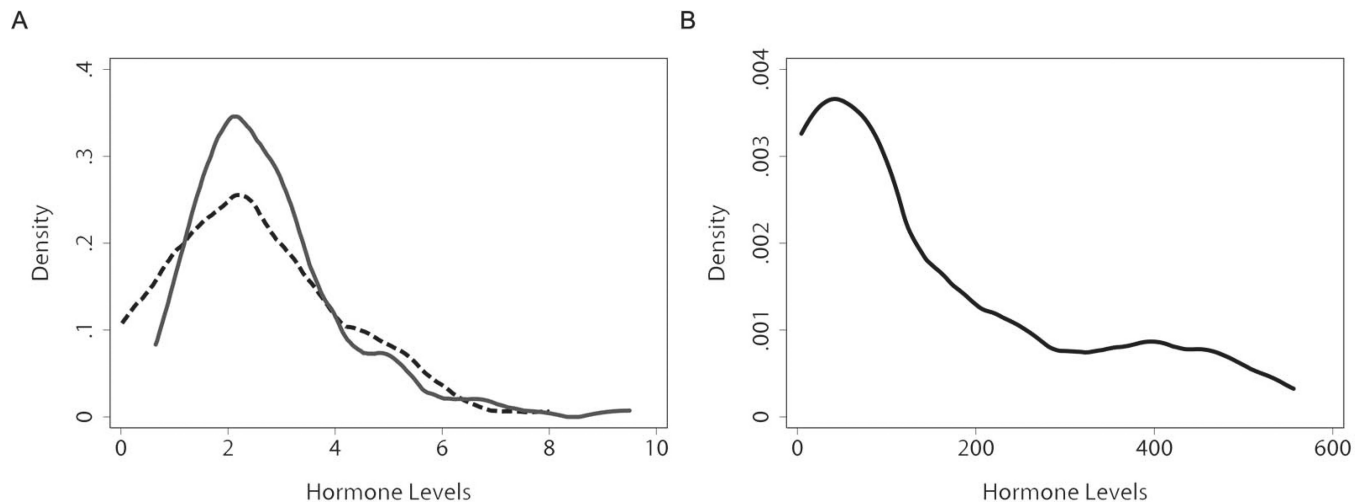 A
B
Density
.4
.3
.2
.1
0
0 2 4 6 8 10
Hormone Levels
Density
.004
.003
.002
.001
0
0 200 400 600
Hormone Levels